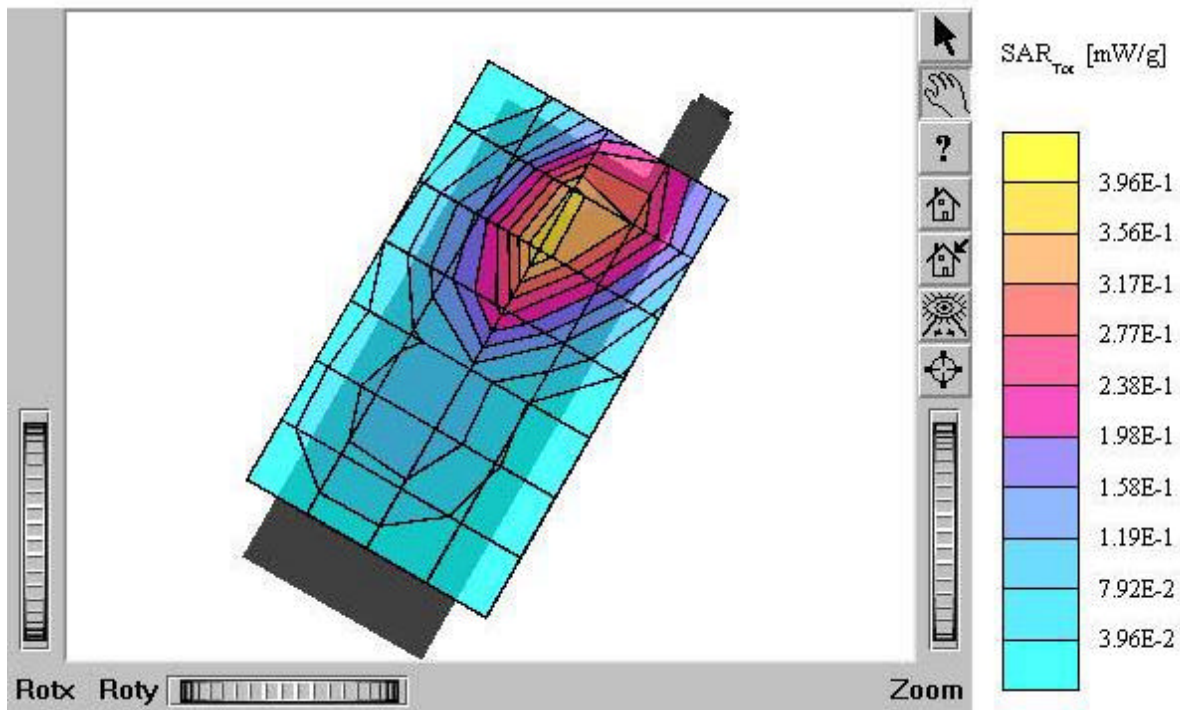 SAR_Tot [mW/g]
?
3.96E-1
3.56E-1
3.17E-1
2.77E-1
2.38E-1
1.98E-1
1.58E-1
1.19E-1
7.92E-2
3.96E-2
Rotx Roty Zoom